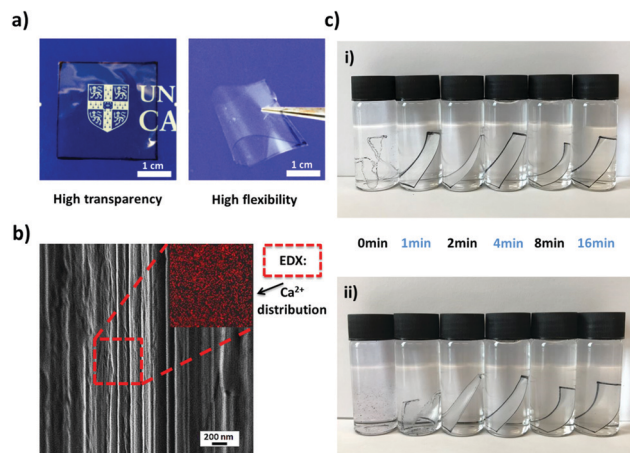 a)
UN
CA
1 cm
1 cm
High transparency
High flexibility
b)
EDX:
Ca²⁺
distribution
200 nm
c)
i)
0min 1min 2min 4min 8min 16min
ii)